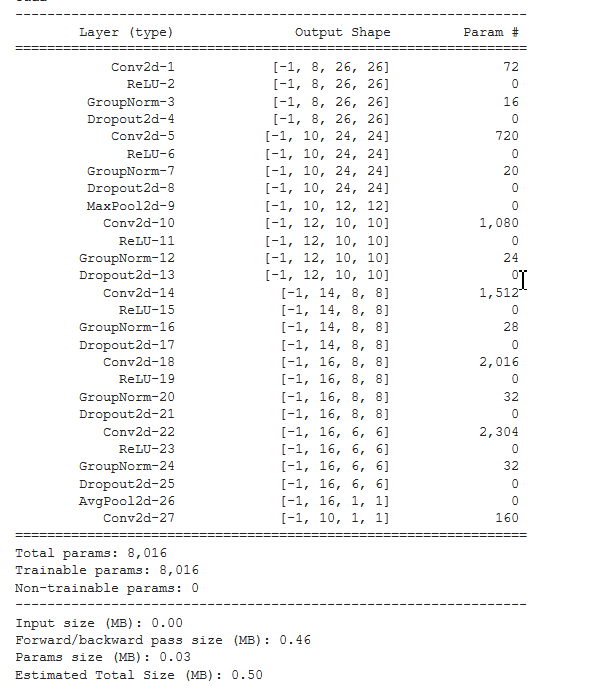 ----------------------------------------------------------------
        Layer (type)               Output Shape         Param #
================================================================
            Conv2d-1            [-1, 8, 26, 26]              72
              ReLU-2            [-1, 8, 26, 26]               0
         GroupNorm-3            [-1, 8, 26, 26]              16
         Dropout2d-4            [-1, 8, 26, 26]               0
            Conv2d-5           [-1, 10, 24, 24]             720
              ReLU-6           [-1, 10, 24, 24]               0
         GroupNorm-7           [-1, 10, 24, 24]              20
         Dropout2d-8           [-1, 10, 24, 24]               0
         MaxPool2d-9           [-1, 10, 12, 12]               0
           Conv2d-10           [-1, 12, 10, 10]           1,080
             ReLU-11           [-1, 12, 10, 10]               0
        GroupNorm-12           [-1, 12, 10, 10]              24
        Dropout2d-13           [-1, 12, 10, 10]               0
           Conv2d-14             [-1, 14, 8, 8]           1,512
             ReLU-15             [-1, 14, 8, 8]               0
        GroupNorm-16             [-1, 14, 8, 8]              28
        Dropout2d-17             [-1, 14, 8, 8]               0
           Conv2d-18             [-1, 16, 8, 8]           2,016
             ReLU-19             [-1, 16, 8, 8]               0
        GroupNorm-20             [-1, 16, 8, 8]              32
        Dropout2d-21             [-1, 16, 8, 8]               0
           Conv2d-22             [-1, 16, 6, 6]           2,304
             ReLU-23             [-1, 16, 6, 6]               0
        GroupNorm-24             [-1, 16, 6, 6]              32
        Dropout2d-25             [-1, 16, 6, 6]               0
        AvgPool2d-26             [-1, 16, 1, 1]               0
           Conv2d-27             [-1, 10, 1, 1]             160
================================================================
Total params: 8,016
Trainable params: 8,016
Non-trainable params: 0
----------------------------------------------------------------
Input size (MB): 0.00
Forward/backward pass size (MB): 0.46
Params size (MB): 0.03
Estimated Total Size (MB): 0.50